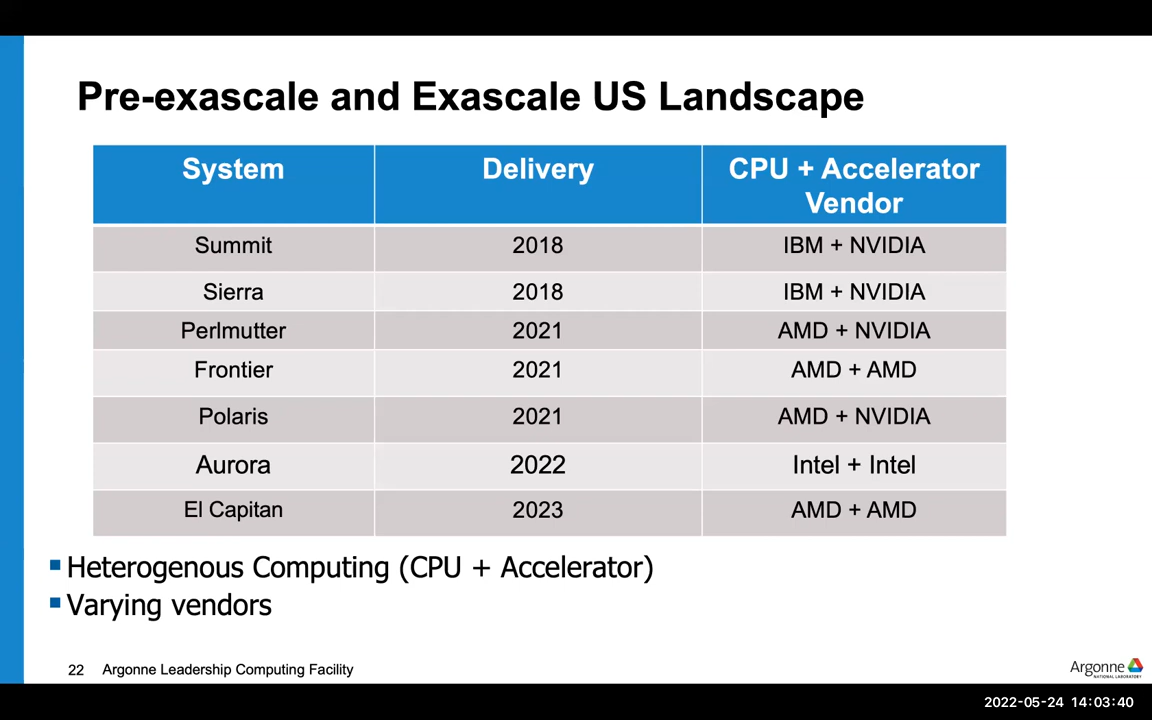 Pre-exascale and Exascale US Landscape
System Delivery CPU + Accelerator Vendor
Summit 2018 IBM + NVIDIA
Sierra 2018 IBM + NVIDIA
Perlmutter 2021 AMD + NVIDIA
Frontier 2021 AMD + AMD
Polaris 2021 AMD + NVIDIA
Aurora 2022 Intel + Intel
El Capitan 2023 AMD + AMD
Heterogenous Computing (CPU + Accelerator)
Varying vendors
22 Argonne Leadership Computing Facility
Argonne
NATIONAL LABORATORY
2022-05-24 14:03:40